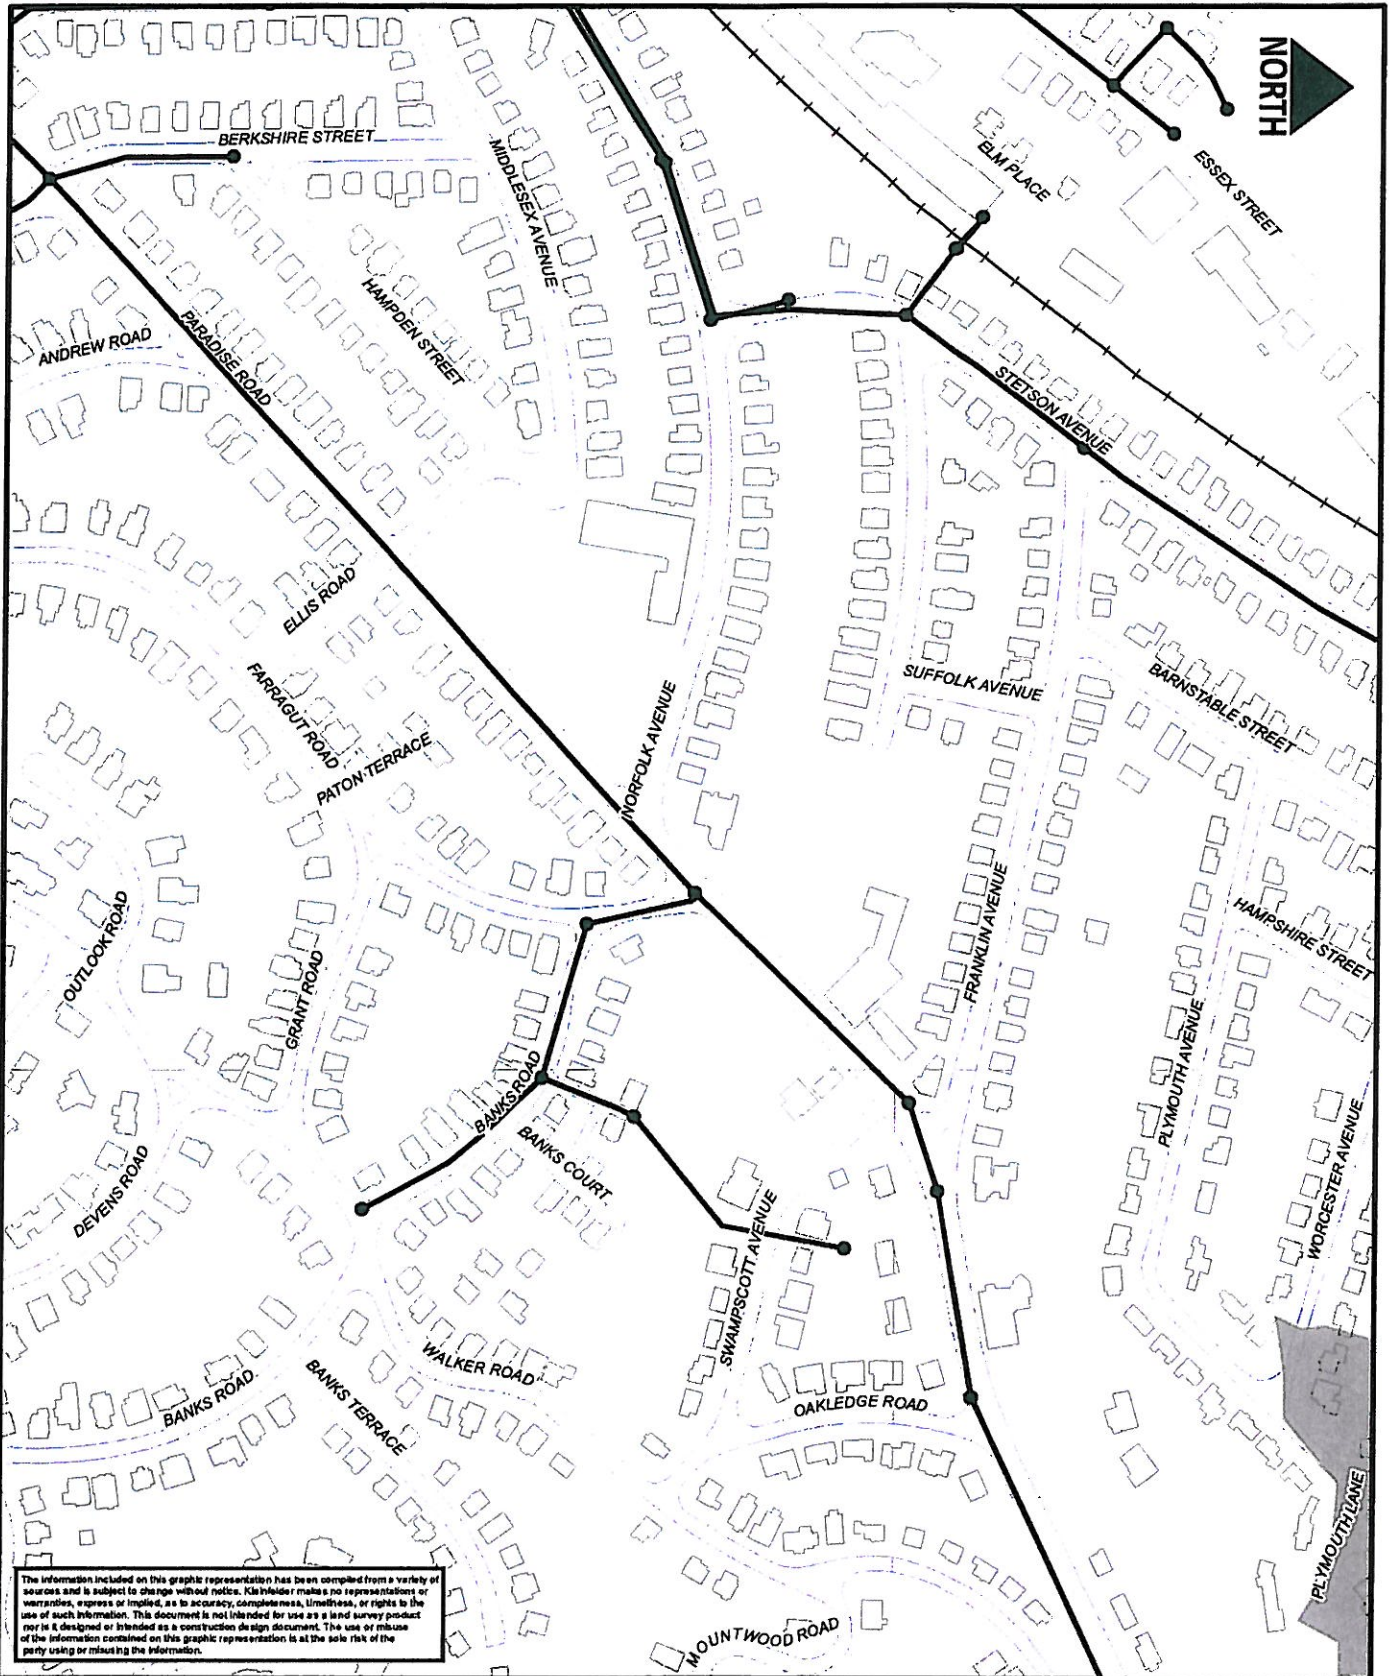 NORTH
ESSEX STREET
ELM PLACE
BERKSHIRE STREET
MIDDLESEX AVENUE
HAMPDEN STREET
ANDREW ROAD
PARADISE ROAD
STETSON AVENUE
ELLIS ROAD
FARRAGUT ROAD
PATON TERRACE
NORFOLK AVENUE
SUFFOLK AVENUE
BARNSTABLE STREET
HAMPSHIRE STREET
FRANKLIN AVENUE
PLYMOUTH AVENUE
OUTLOOK ROAD
GRANT ROAD
BANKS ROAD
BANKS COURT
DEVENS ROAD
SWAMPSCOTT AVENUE
WORCESTER AVENUE
WALKER ROAD
BANKS ROAD
BANKS TERRACE
OAKLEDGE ROAD
PLYMOUTH LANE
MOUNTWOOD ROAD
The information included on this graphic representation has been compiled from a variety of
sources and is subject to change without notice. Kleinfelder makes no representations or
warranties, express or implied, as to accuracy, completeness, timeliness, or rights to the
use of such information. This document is not intended for use as a land survey product
nor is it designed or intended as a construction design document. The use or misuse
of the information contained on this graphic representation is at the sole risk of the
party using or misusing the information.